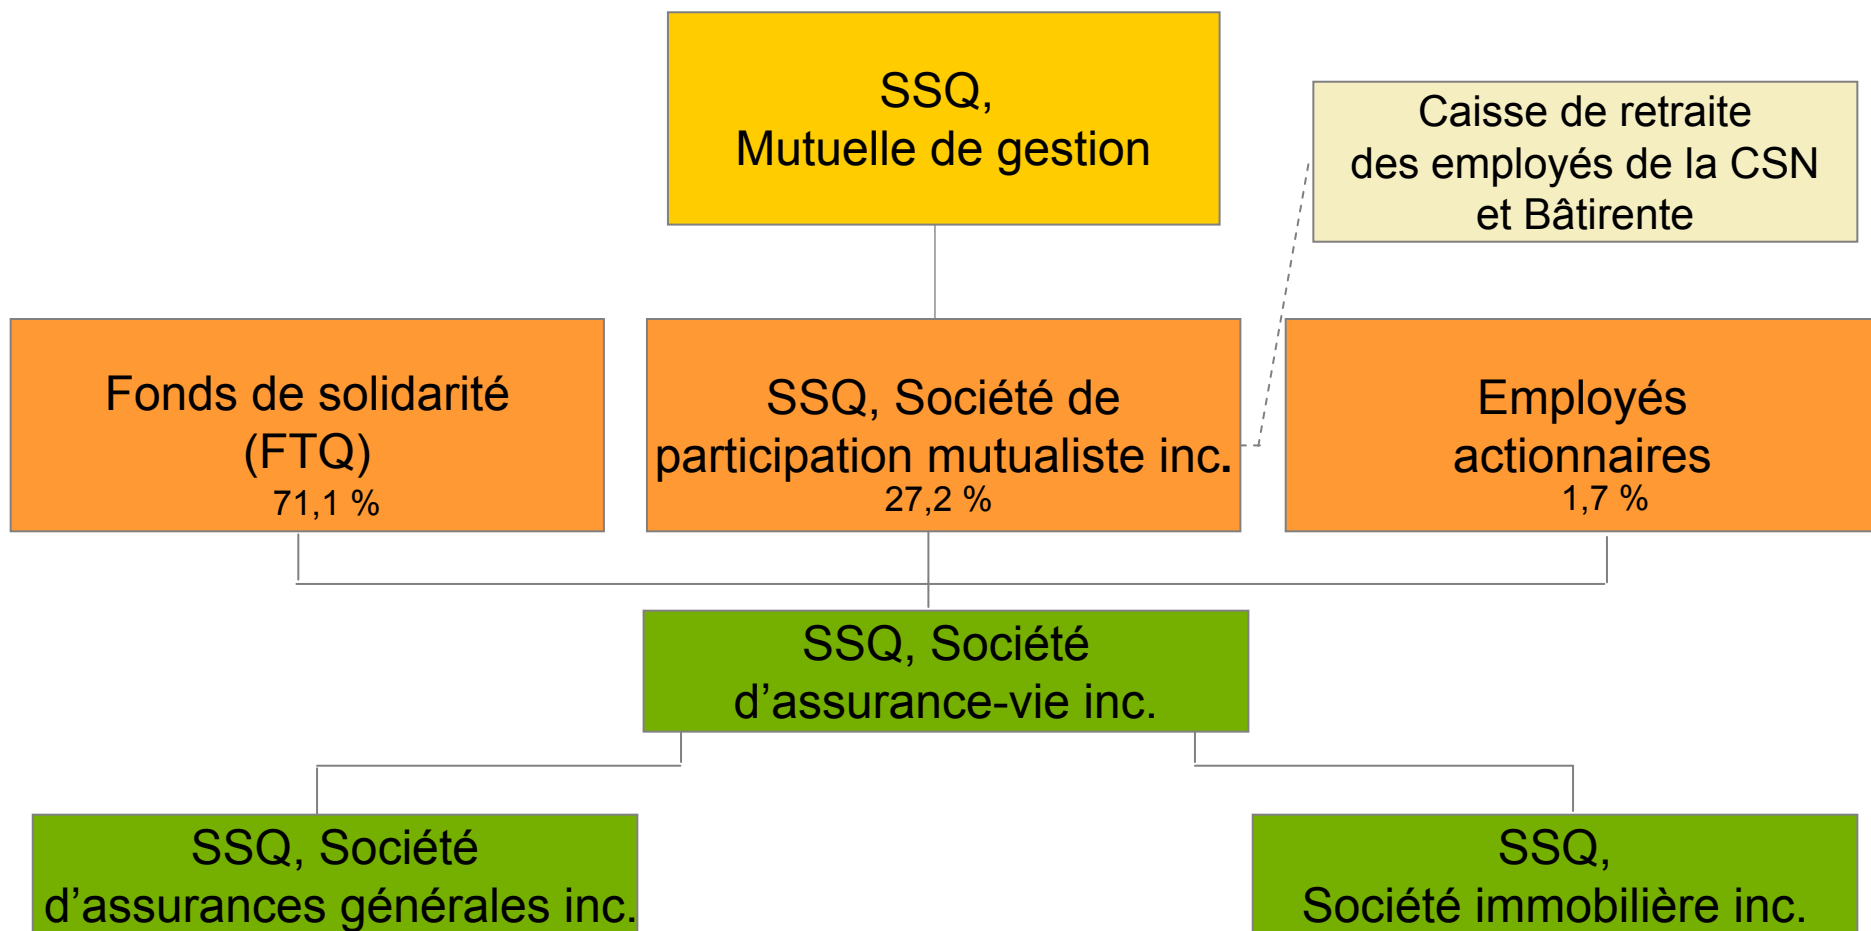 SSQ,
Mutuelle de gestion
Caisse de retraite
des employés de la CSN
et Bâtirente
Fonds de solidarité
(FTQ)
71,1 %
SSQ, Société de
participation mutualiste inc.
27,2 %
Employés
actionnaires
1,7 %
SSQ, Société
d’assurance-vie inc.
SSQ, Société
d’assurances générales inc.
SSQ,
Société immobilière inc.